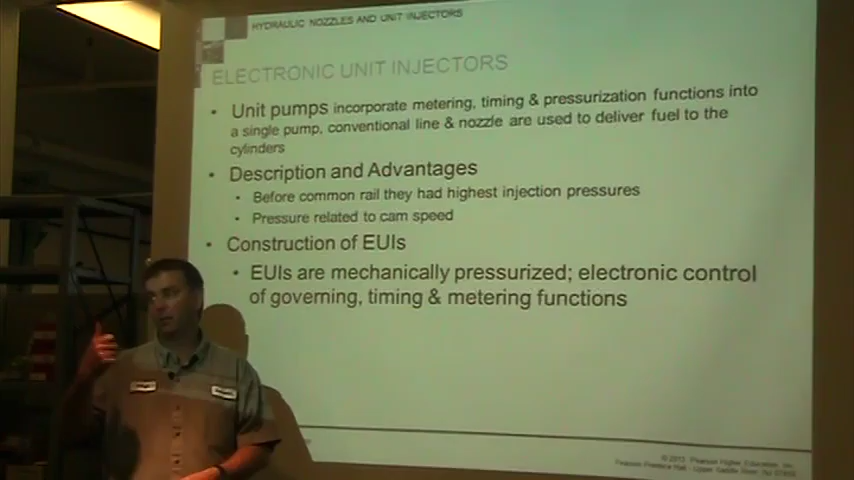 HYDRAULIC NOZZLES AND UNIT INJECTORS
ELECTRONIC UNIT INJECTORS
• Unit pumps incorporate metering, timing & pressurization functions into
a single pump, conventional line & nozzle are used to deliver fuel to the
cylinders
• Description and Advantages
• Before common rail they had highest injection pressures
• Pressure related to cam speed
• Construction of EUIs
• EUIs are mechanically pressurized; electronic control
of governing, timing & metering functions
© 2013 Pearson Higher Education, Inc.
Pearson Prentice Hall - Upper Saddle River, NJ 07458